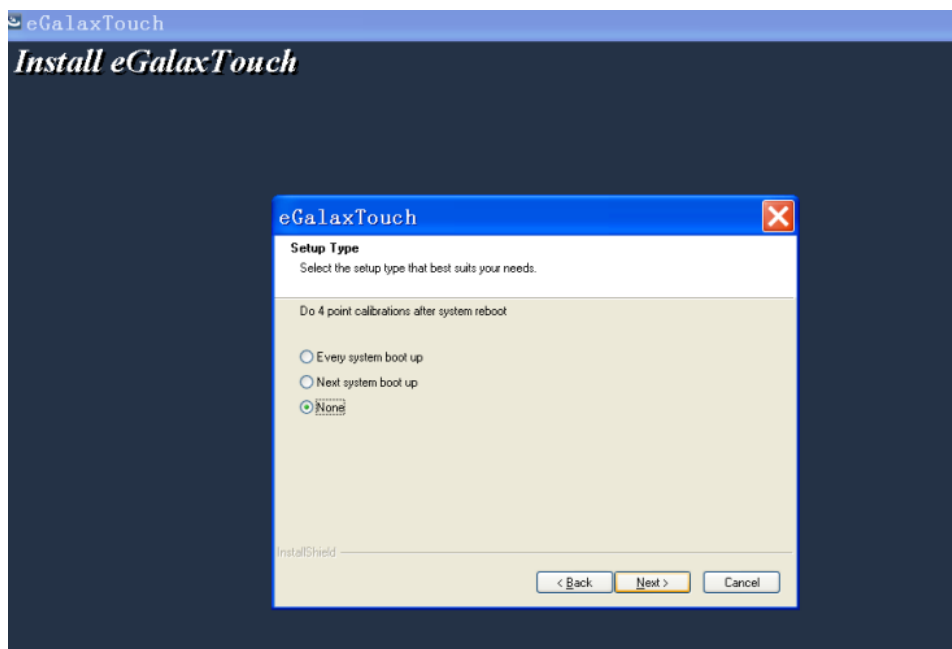 eGalaxTouch
Install eGalaxTouch
eGalaxTouch
Setup Type
Select the setup type that best suits your needs.
Do 4 point calibrations after system reboot
Every system boot up
Next system boot up
None
InstallShield
< Back
Next >
Cancel